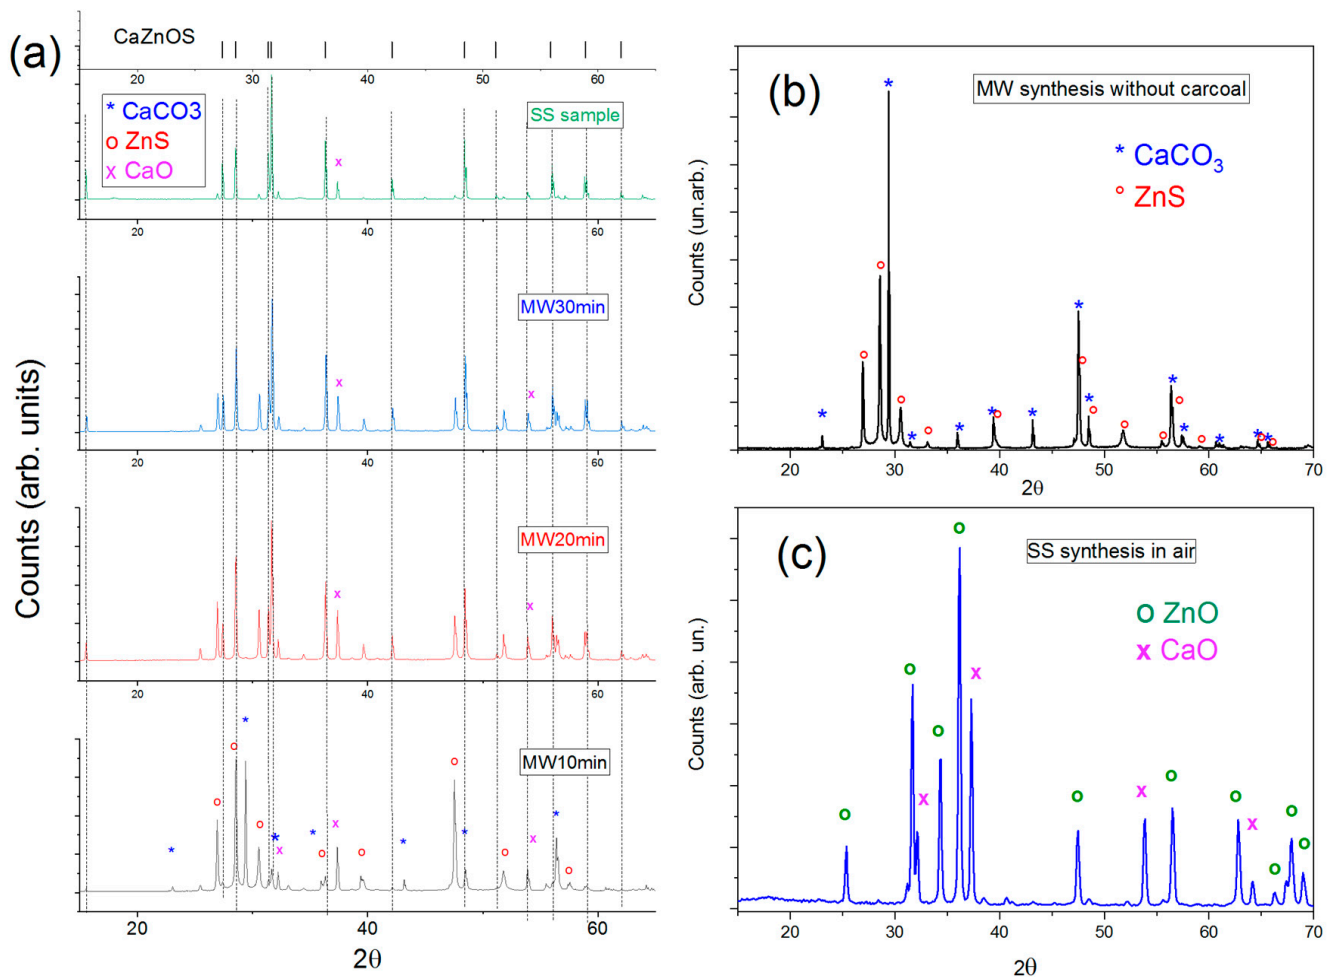 (a)
CaZnOS
20 30 40 50 60
* CaCO3
o ZnS
x CaO
SS sample
x
20 40 60
MW30min
x x
20 40 60
MW20min
x x
20 40 60
MW10min
* * * * * * * *
o o o o o o o o
x x x
20 40 60
2θ
Counts (arb. units)
(b)
MW synthesis without carcoal
* CaCO3
o ZnS
Counts (un.arb.)
20 30 40 50 60 70
2θ
(c)
SS synthesis in air
o ZnO
x CaO
Counts (arb. un.)
20 30 40 50 60 70
2θ